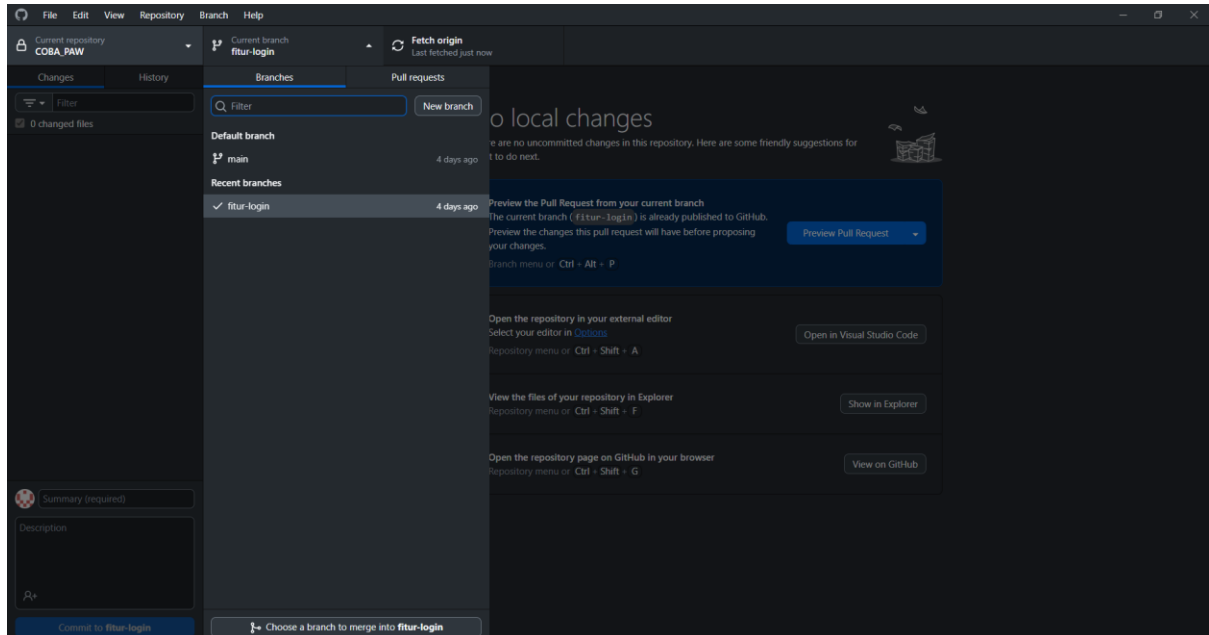 File Edit View Repository Branch Help
Current repository
COBA_PAW
Current branch
fitur-login
Fetch origin
Last fetched just now
Changes History
Filter
0 changed files
Branches Pull requests
Filter
New branch
Default branch
main 4 days ago
Recent branches
fitur-login 4 days ago
o local changes
e are no uncommitted changes in this repository. Here are some friendly suggestions for
t to do next.
Preview the Pull Request from your current branch
The current branch (fitur-login) is already published to GitHub.
Preview the changes this pull request will have before proposing
your changes.
Branch menu or Ctrl + Alt + P
Preview Pull Request
Open the repository in your external editor
Select your editor in Options
Repository menu or Ctrl + Shift + A
Open in Visual Studio Code
View the files of your repository in Explorer
Repository menu or Ctrl + Shift + F
Show in Explorer
Open the repository page on GitHub in your browser
Repository menu or Ctrl + Shift + G
View on GitHub
Summary (required)
Description
Commit to fitur-login
Choose a branch to merge into fitur-login